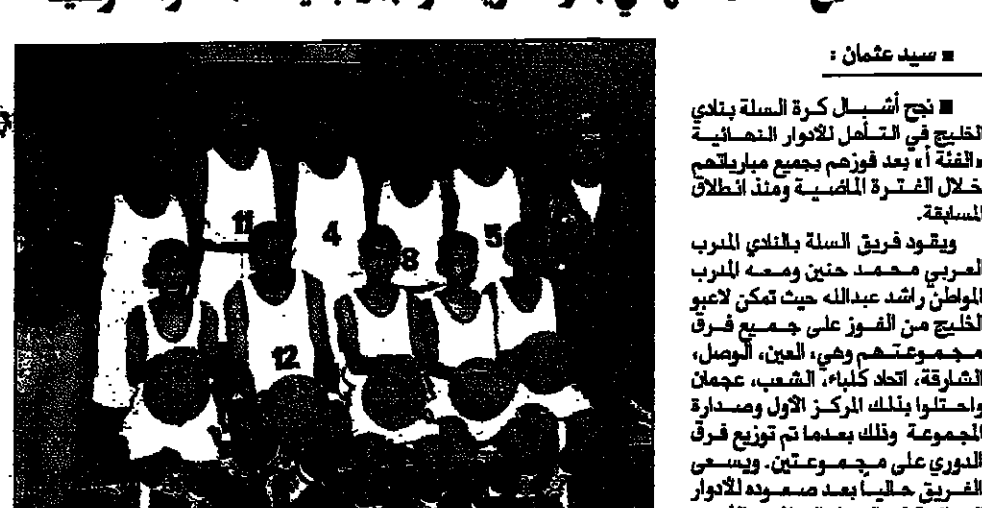 ■ سيد عثمان :
■ نجح أشبال كرة السلة بنادي
الخليج في التأهل للأدوار النهائية
«الفئة أ» بعد فوزهم بجميع مبارياتهم
خلال الفترة الماضية ومنذ انطلاق
المسابقة.
ويقود فريق السلة بالنادي المدرب
العربي محمد حنين ومعه المدرب
المواطن راشد عبدالله حيث تمكن لاعبو
الخليج من الفوز على جميع فرق
مجموعتهم وهي، العين، الوصل،
الشارقة، اتحاد كلباء، الشعب، عجمان
واحتلوا بذلك المركز الأول وصدارة
المجموعة وذلك بعدما تم توزيع فرق
الدوري على مجموعتين. ويسعى
الفريق حالياً بعد صعوده للأدوار
11
4
8
5
12